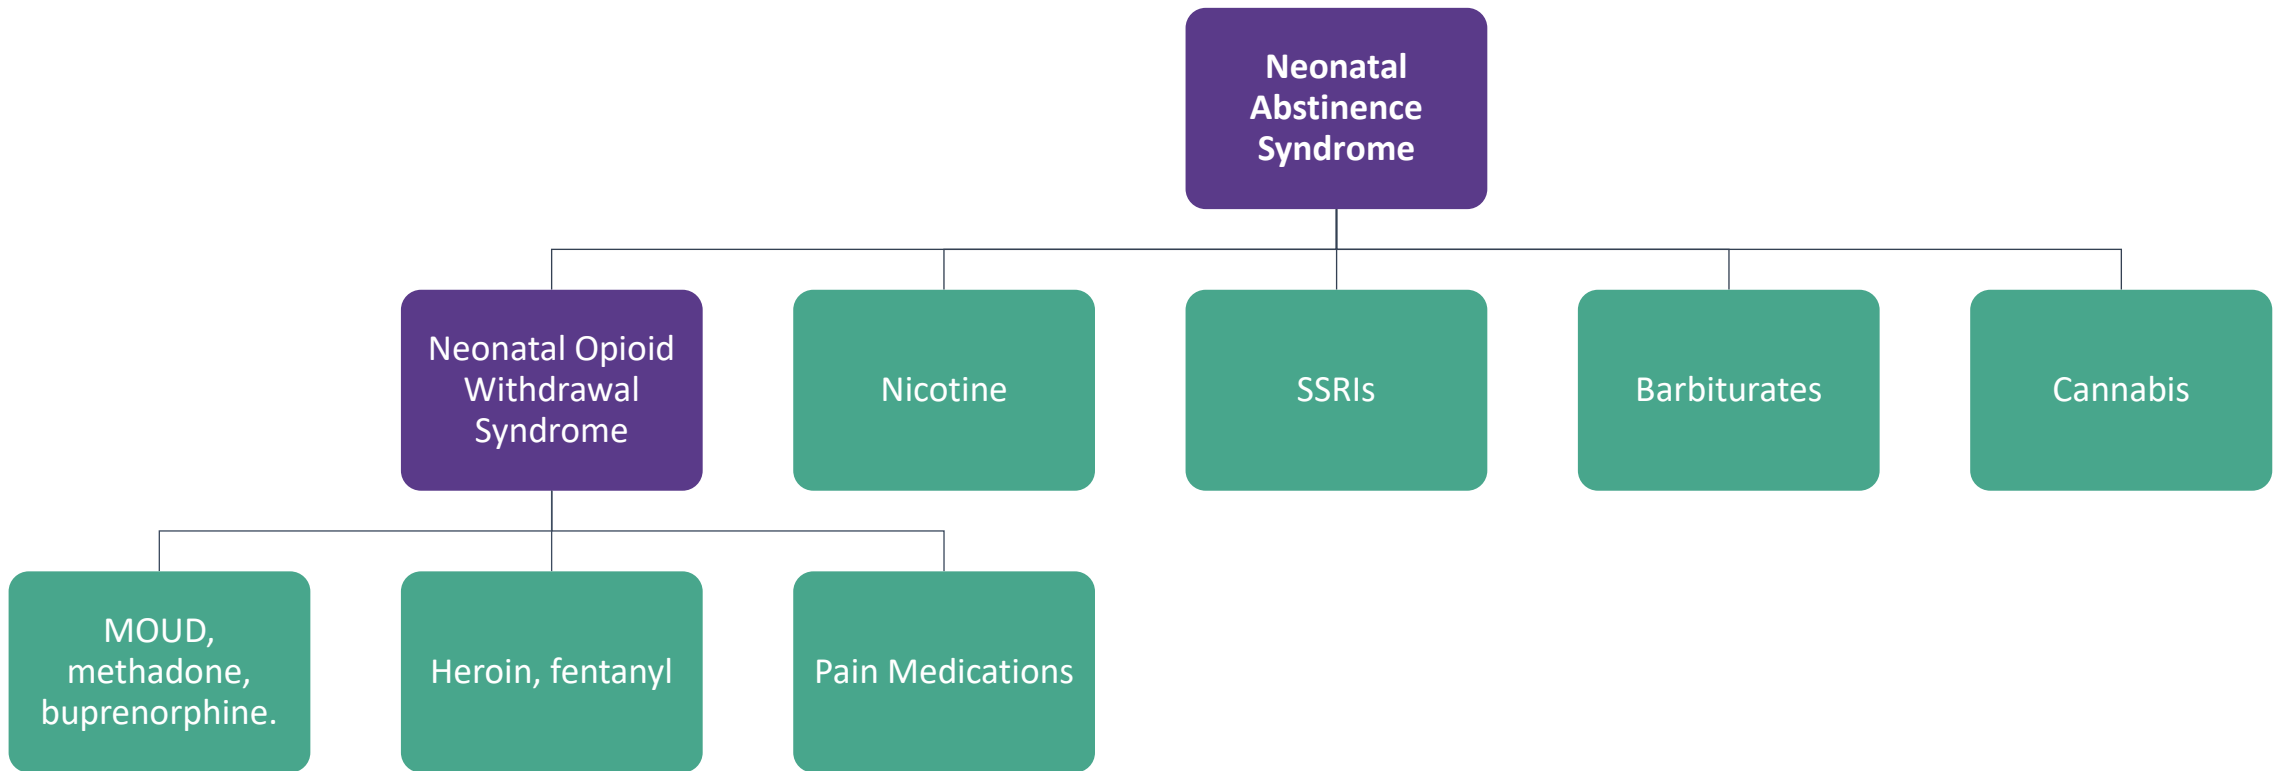 Neonatal
Abstinence
Syndrome
Neonatal Opioid
Withdrawal
Syndrome
Nicotine
SSRIs
Barbiturates
Cannabis
MOUD,
methadone,
buprenorphine.
Heroin, fentanyl
Pain Medications